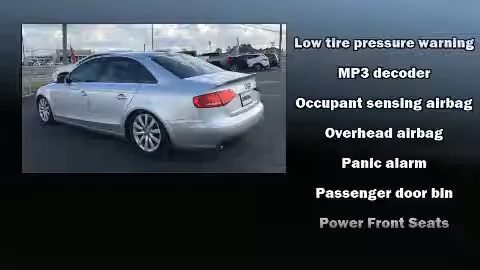 Low tire pressure warning
MP3 decoder
Occupant sensing airbag
Overhead airbag
Panic alarm
Passenger door bin
Power Front Seats